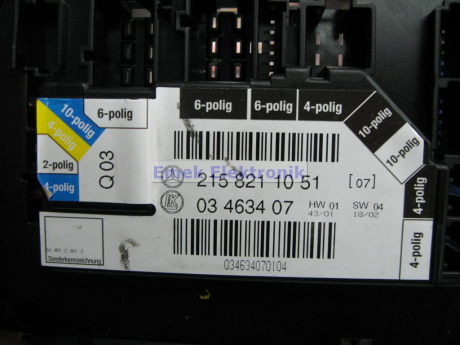 6-polig
6-polig
6-polig
4-polig
10-polig
10-polig
10-polig
4-polig
2-polig
4-polig
Q 03
4-polig
4-polig
Emek Elektronik
215 821 10 51 [07]
03 4634 07 HW 01 SW 04
43/01 18/02
034634070104
Sonderkennzeichnung